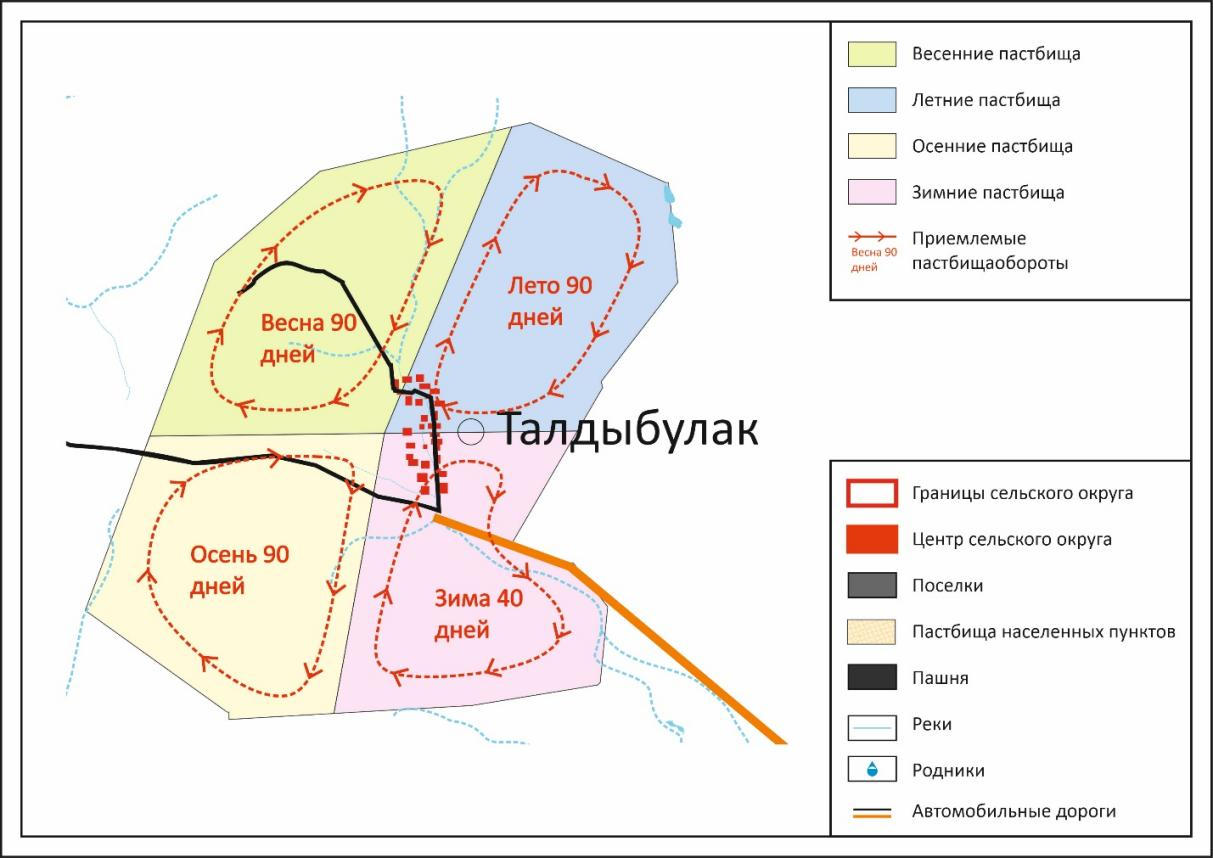 Весенние пастбища
Летние пастбища
Осенние пастбища
Зимние пастбища
Весна 90
дней
Приемлемые
пастбищаобороты
Лето 90
дней
Весна 90
дней
Талдыбулак
Осень 90
дней
Зима 40
дней
Границы сельского округа
Центр сельского округа
Поселки
Пастбища населенных пунктов
Пашня
Реки
Родники
Автомобильные дороги